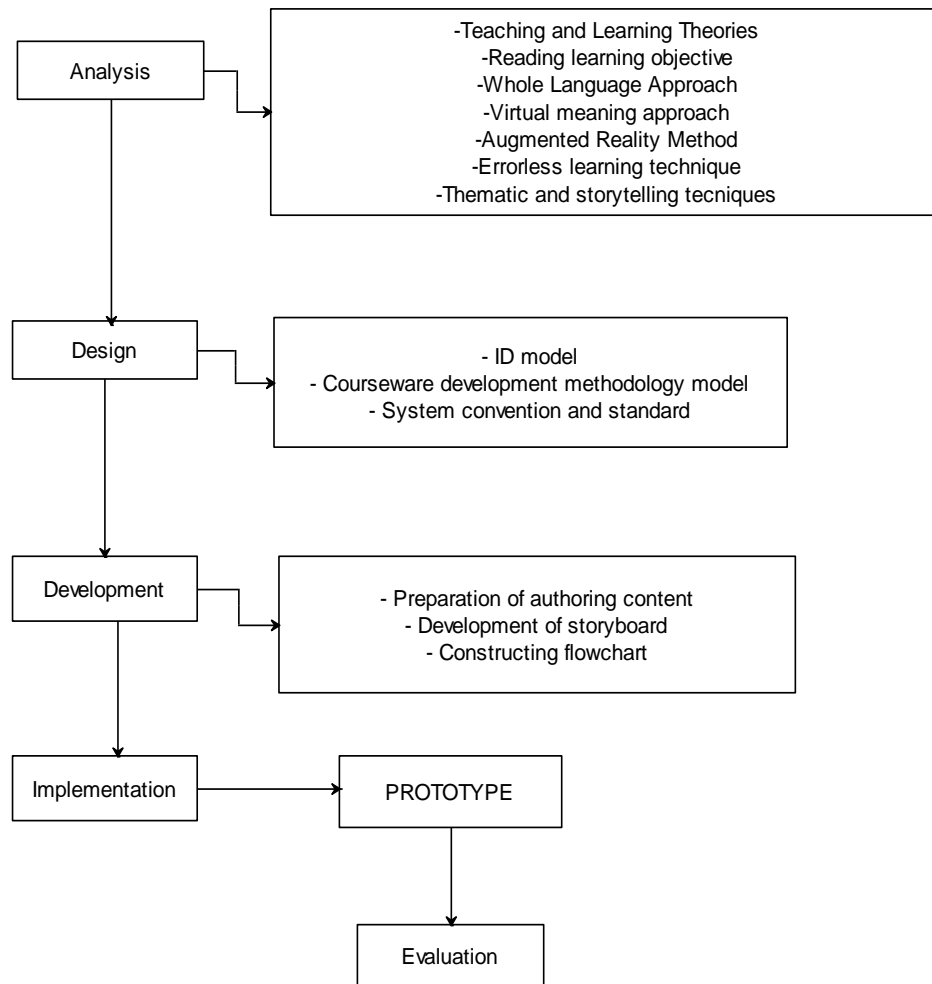 Analysis
-Teaching and Learning Theories
-Reading learning objective
-Whole Language Approach
-Virtual meaning approach
-Augmented Reality Method
-Errorless learning technique
-Thematic and storytelling tecniques
Design
- ID model
- Courseware development methodology model
- System convention and standard
Development
- Preparation of authoring content
- Development of storyboard
- Constructing flowchart
Implementation
PROTOTYPE
Evaluation